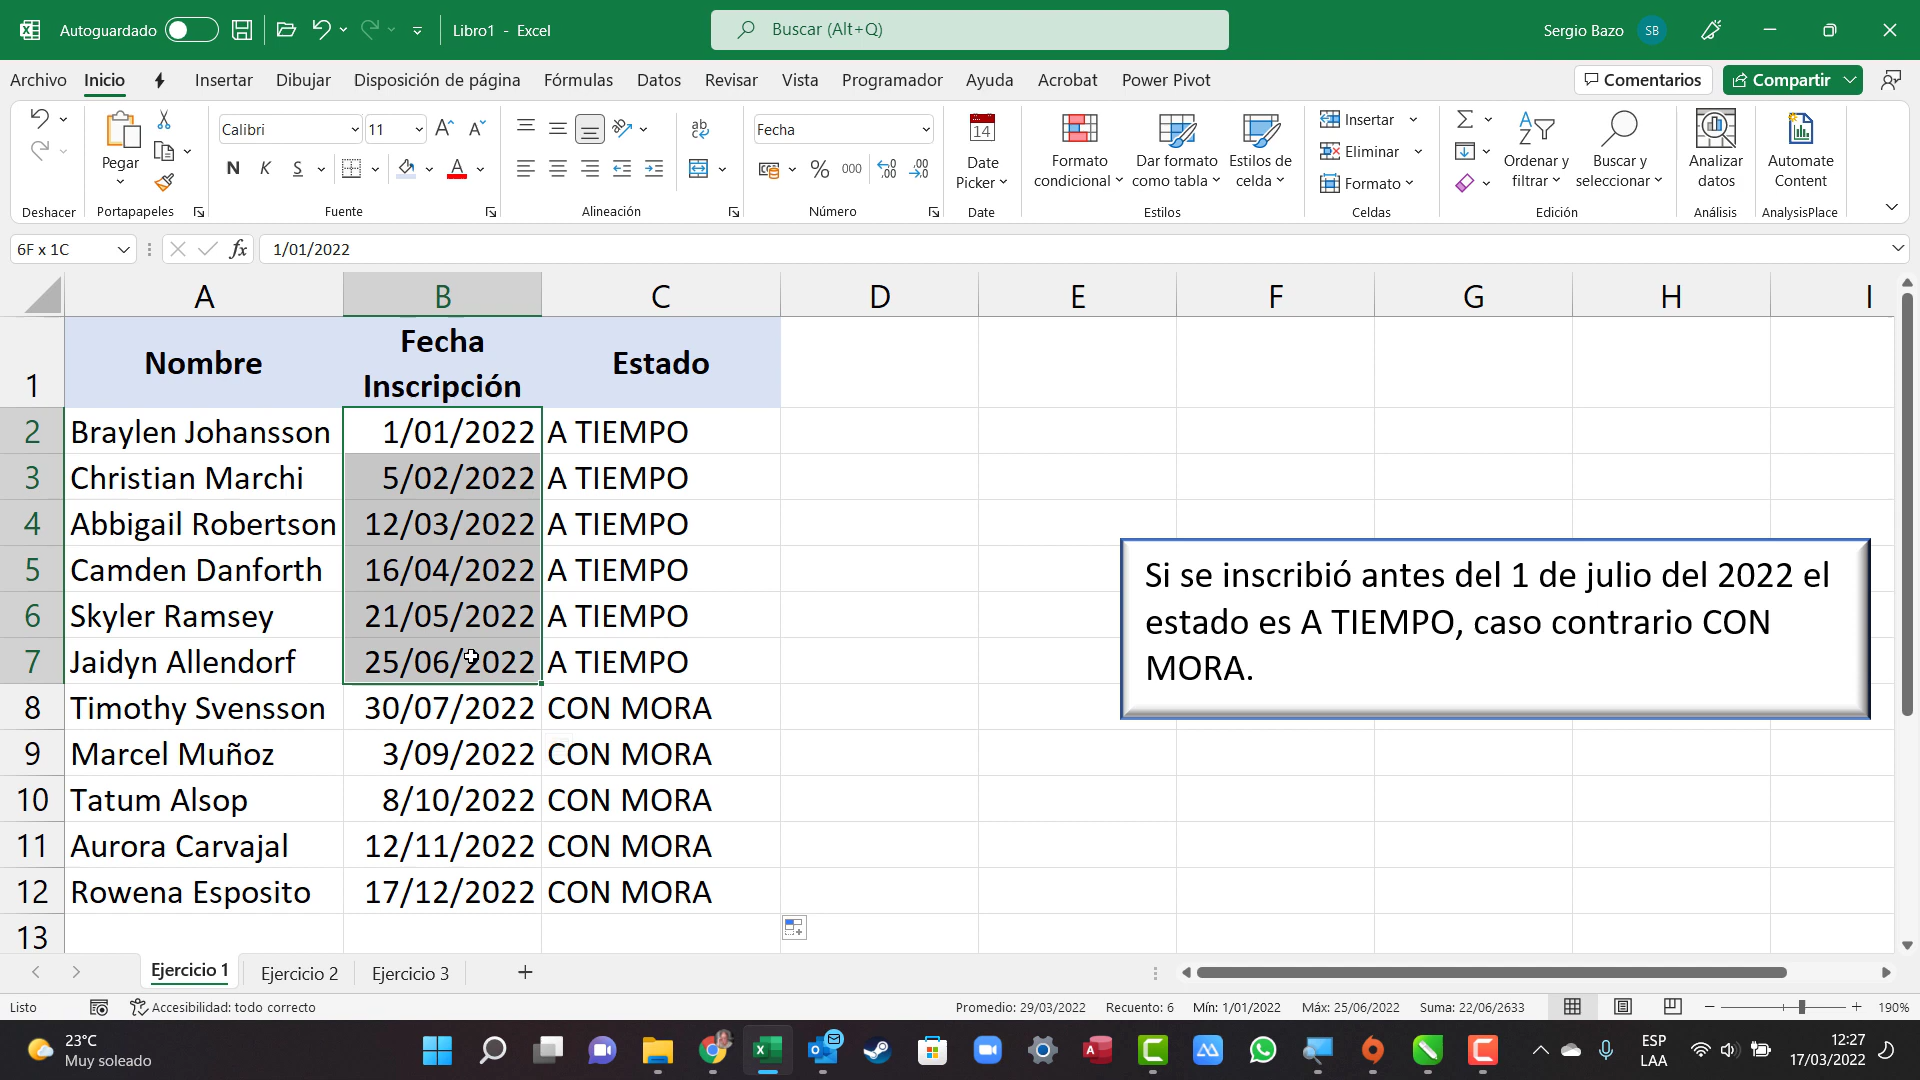 Autoguardado
Libro1 - Excel
Buscar (Alt+Q)
Sergio Bazo
SB
Archivo Inicio Insertar Dibujar Disposición de página Fórmulas Datos Revisar Vista Programador Ayuda Acrobat Power Pivot
Comentarios
Compartir
Deshacer
Pegar
Portapapeles
Calibri 11
N K S
Fuente
ab
Alineación
Fecha
% 000
Número
14
Date Picker
Date
Formato condicional
Dar formato como tabla
Estilos de celda
Estilos
Insertar
Eliminar
Formato
Celdas
Ordenar y filtrar
Buscar y seleccionar
Edición
Analizar datos
Análisis
Automate Content
AnalysisPlace
6F x 1C
fx
1/01/2022
A B C D E F G H I
1 Nombre Fecha Inscripción Estado
2 Braylen Johansson 1/01/2022 A TIEMPO
3 Christian Marchi 5/02/2022 A TIEMPO
4 Abbigail Robertson 12/03/2022 A TIEMPO
5 Camden Danforth 16/04/2022 A TIEMPO
6 Skyler Ramsey 21/05/2022 A TIEMPO
7 Jaidyn Allendorf 25/06/2022 A TIEMPO
8 Timothy Svensson 30/07/2022 CON MORA
9 Marcel Muñoz 3/09/2022 CON MORA
10 Tatum Alsop 8/10/2022 CON MORA
11 Aurora Carvajal 12/11/2022 CON MORA
12 Rowena Esposito 17/12/2022 CON MORA
13
Si se inscribió antes del 1 de julio del 2022 el
estado es A TIEMPO, caso contrario CON
MORA.
Ejercicio 1 Ejercicio 2 Ejercicio 3
Listo
Accesibilidad: todo correcto
Promedio: 29/03/2022 Recuento: 6 Mín: 1/01/2022 Máx: 25/06/2022 Suma: 22/06/2633
190%
23°C
Muy soleado
ESP
LAA
12:27
17/03/2022